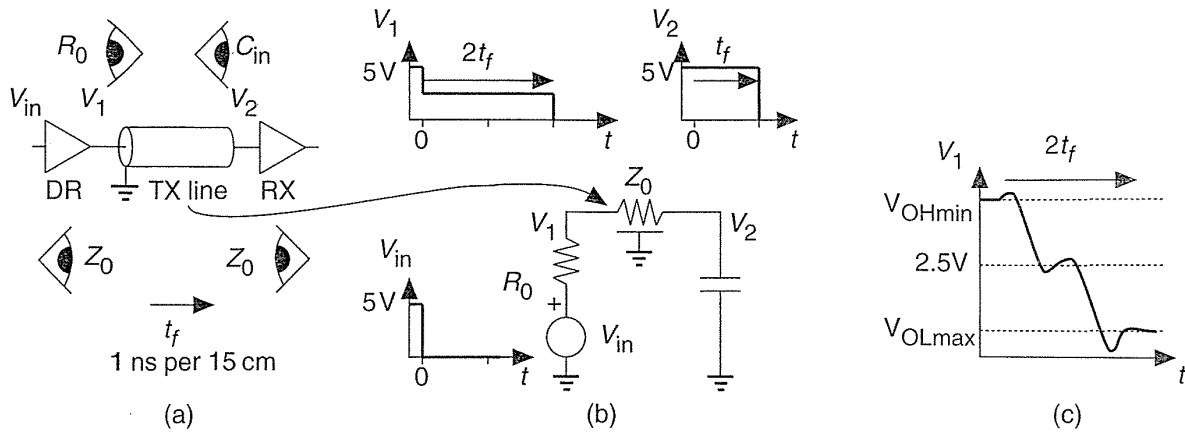 R0
Cin
V1
V2
Vin
DR
TX line
RX
Z0
Z0
tf
1 ns per 15 cm
(a)
V1
5V
2tf
0
t
V2
5V
tf
0
t
Z0
V1
V2
R0
+
Vin
Vin
5V
0
t
(b)
V1
2tf
VOHmin
2.5V
VOLmax
t
(c)